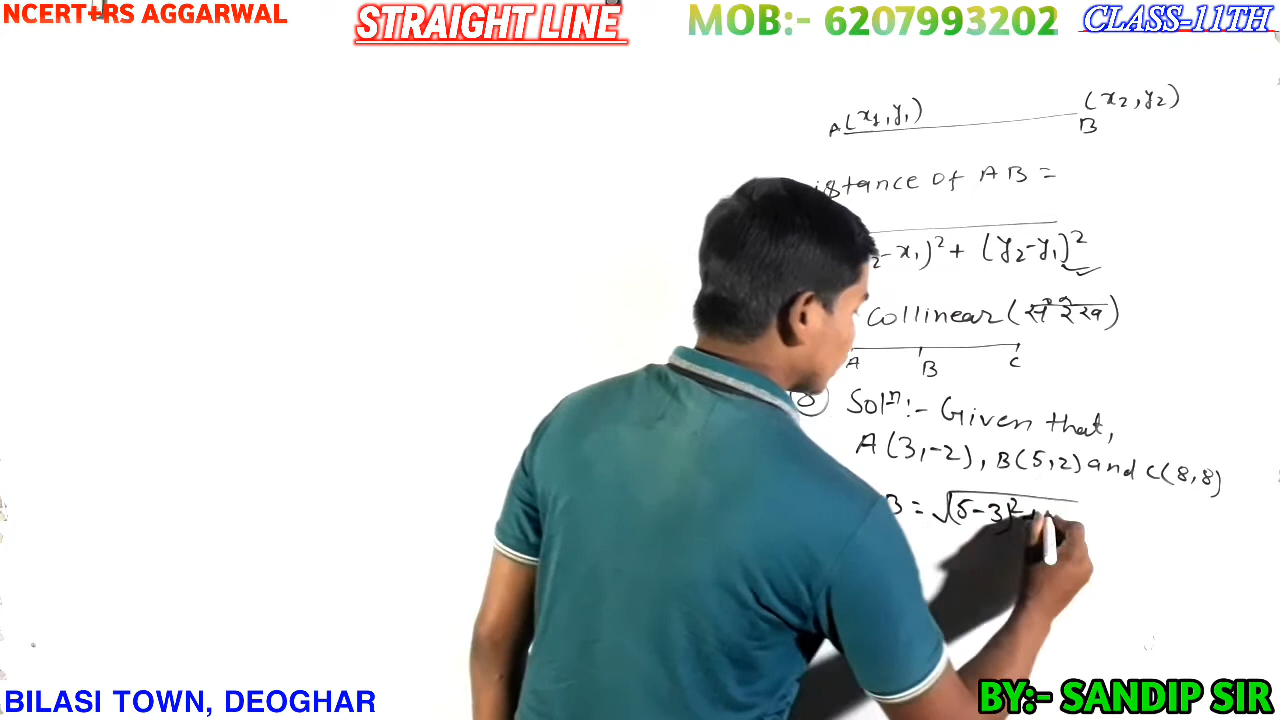 NCERT+RS AGGARWAL
STRAIGHT LINE
MOB:- 6207993202
CLASS-11TH
A(x₁,y₁)
(x₂,y₂)
B
istance of AB =
₂-x₁)² + (y₂-y₁)²
Collinear (संरेख)
A B C
Solⁿ:- Given that,
A(3,-2), B(5,2) and C(8,8)
B = √(5-3)²+
BILASI TOWN, DEOGHAR
BY:- SANDIP SIR